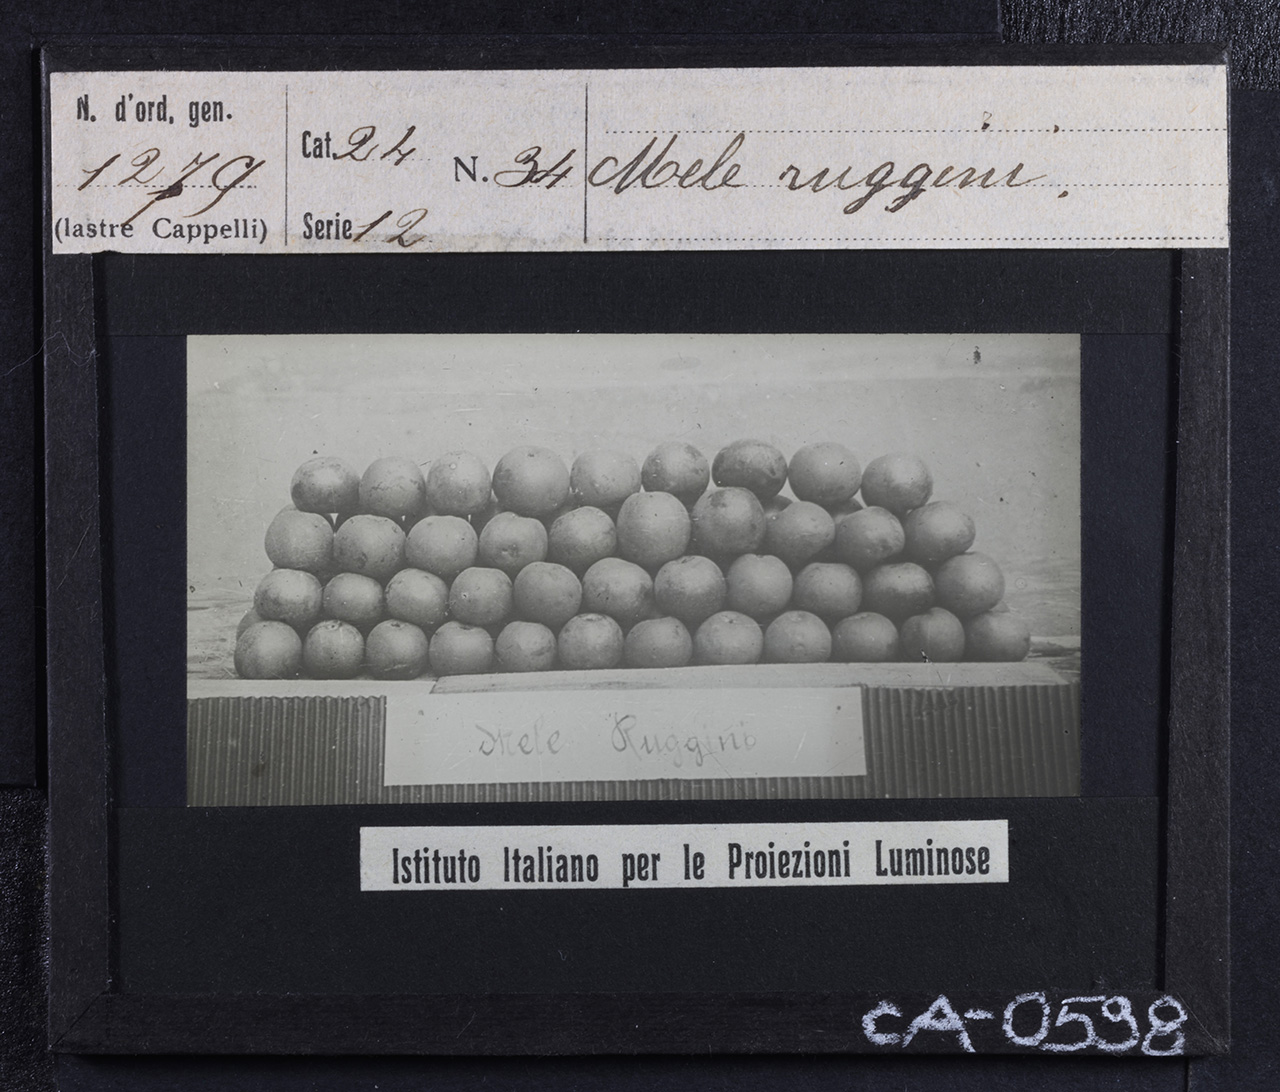 N. d'ord. gen.
1279
(lastre Cappelli)
Cat. 24
N. 34
Serie 12
Mele ruggini.
Mele Ruggini
Istituto Italiano per le Proiezioni Luminose
CA-0598